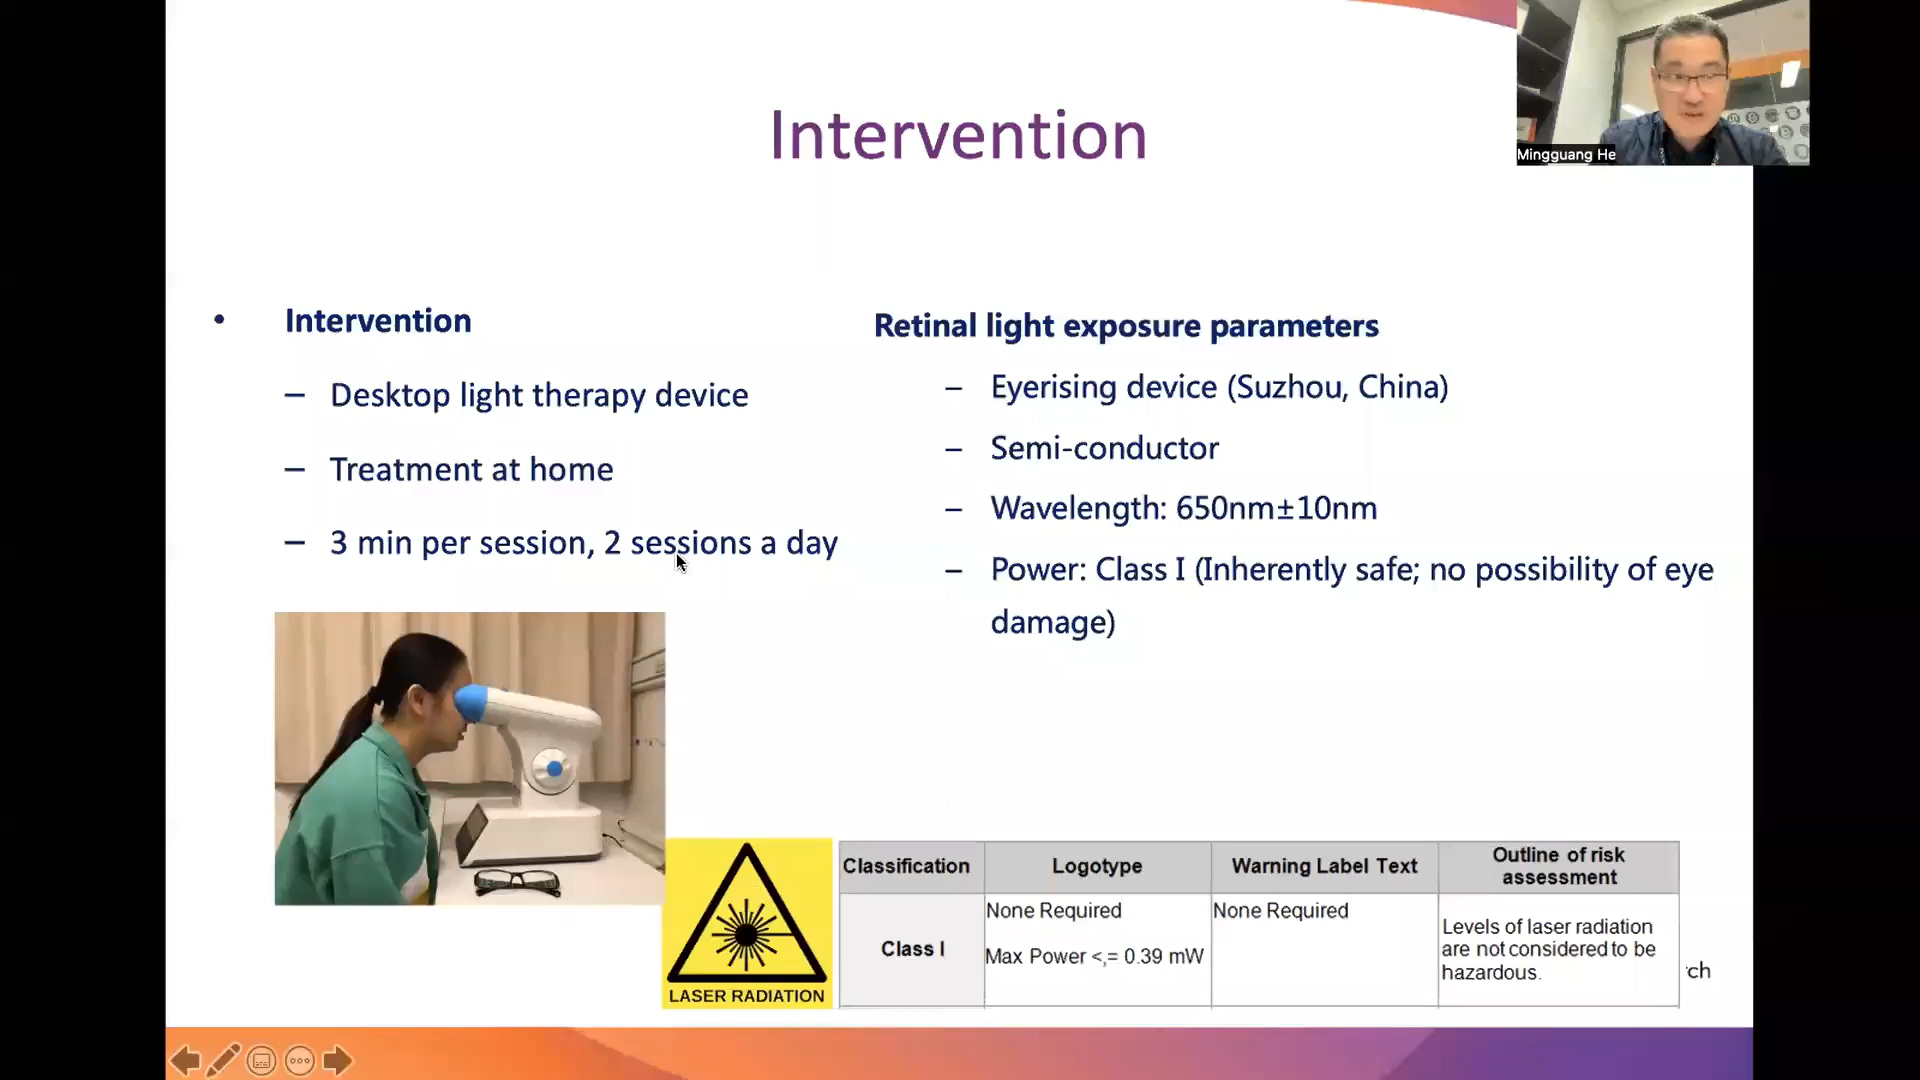 Intervention
Mingguang He
• Intervention
– Desktop light therapy device
– Treatment at home
– 3 min per session, 2 sessions a day
Retinal light exposure parameters
– Eyerising device (Suzhou, China)
– Semi-conductor
– Wavelength: 650nm±10nm
– Power: Class I (Inherently safe; no possibility of eye
damage)
LASER RADIATION
Classification Logotype Warning Label Text Outline of risk
assessment
Class I
None Required
Max Power <,= 0.39 mW
None Required
Levels of laser radiation
are not considered to be
hazardous.
rch